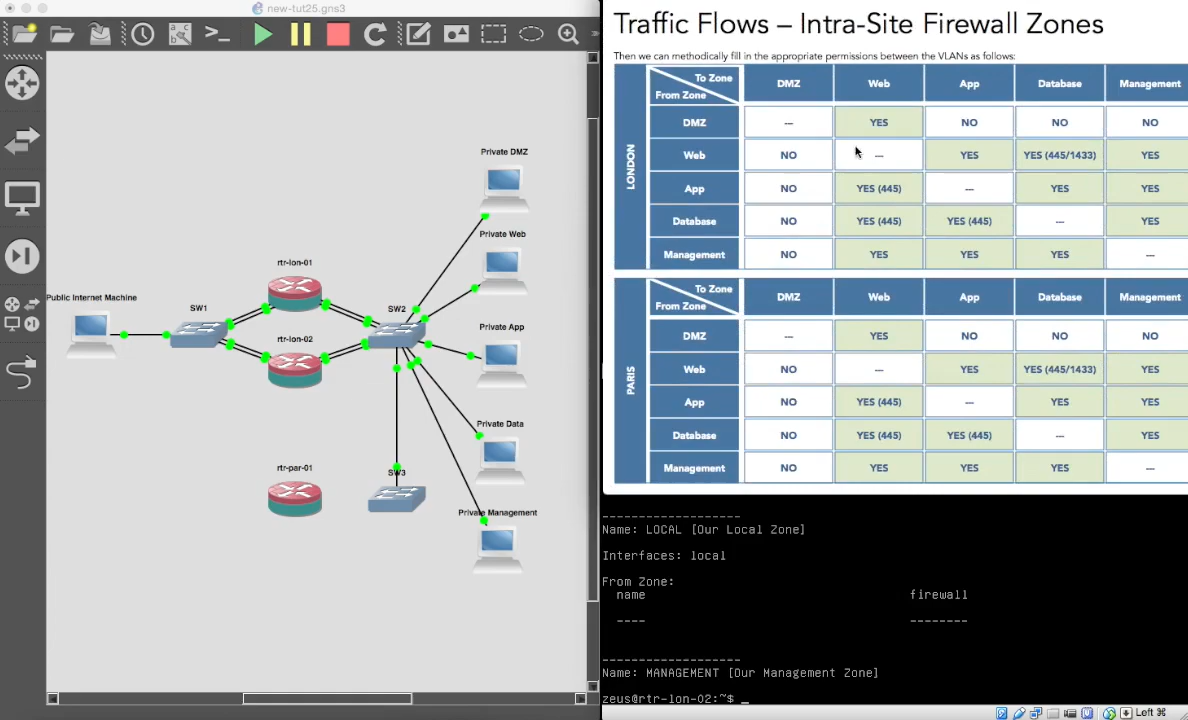 new-tut25.gns3
Private DMZ
Private Web
rtr-lon-01
Public Internet Machine
SW1
SW2
Private App
rtr-lon-02
Private Data
rtr-par-01
SW3
Private Management
Traffic Flows – Intra-Site Firewall Zones
Then we can methodically fill in the appropriate permissions between the VLANs as follows:
LONDON
To Zone
From Zone
DMZ Web App Database Management
DMZ --- YES NO NO NO
Web NO --- YES YES (445/1433) YES
App NO YES (445) --- YES YES
Database NO YES (445) YES (445) --- YES
Management NO YES YES YES ---
PARIS
To Zone
From Zone
DMZ Web App Database Management
DMZ --- YES NO NO NO
Web NO --- YES YES (445/1433) YES
App NO YES (445) --- YES YES
Database NO YES (445) YES (445) --- YES
Management NO YES YES YES ---
-------------------
Name: LOCAL [Our Local Zone]
Interfaces: local
From Zone:
name firewall
---- --------
-------------------
Name: MANAGEMENT [Our Management Zone]
zeus@rtr-lon-02:~$ _
Left ⌘